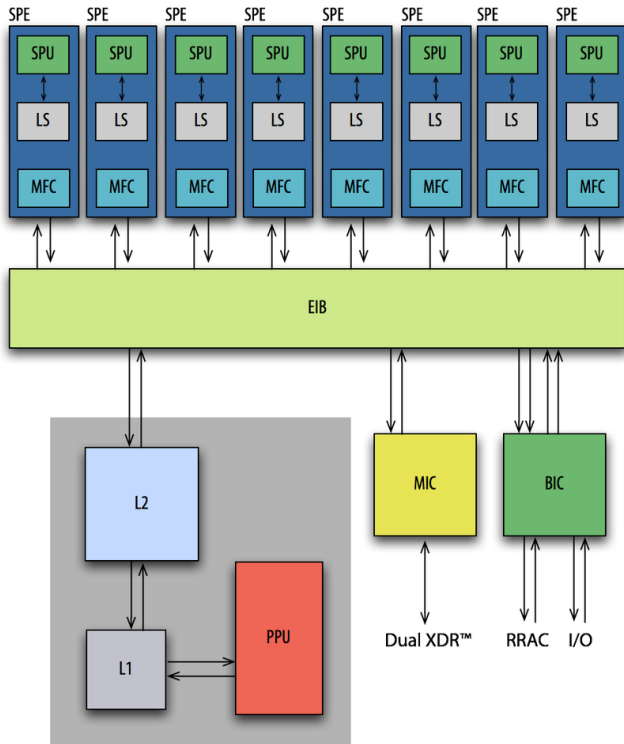 SPE SPE SPE SPE SPE SPE SPE SPE
SPU SPU SPU SPU SPU SPU SPU SPU
LS LS LS LS LS LS LS LS
MFC MFC MFC MFC MFC MFC MFC MFC
EIB
L2 MIC BIC
L1 PPU
Dual XDR™ RRAC I/O